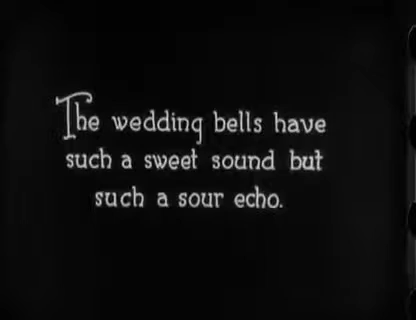 The wedding bells have
such a sweet sound but
such a sour echo.